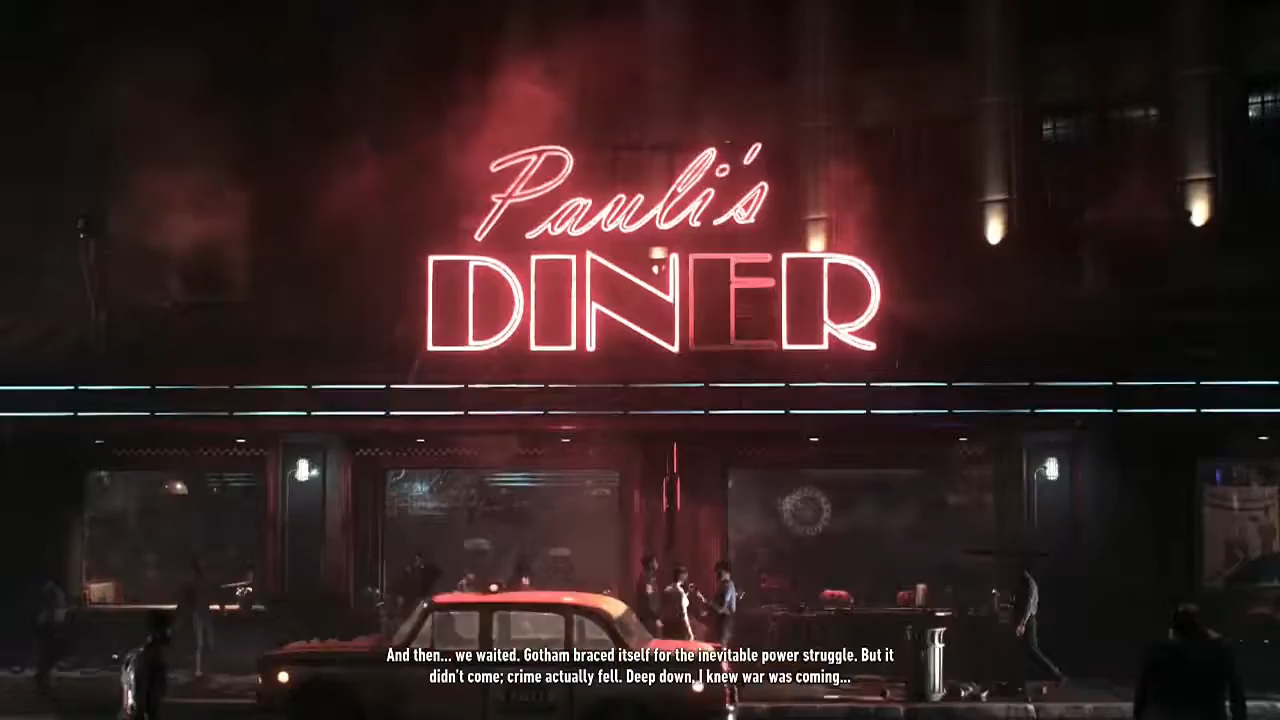 Pauli's
DINER
And then... we waited. Gotham braced itself for the inevitable power struggle. But it
didn't come; crime actually fell. Deep down, I knew war was coming...